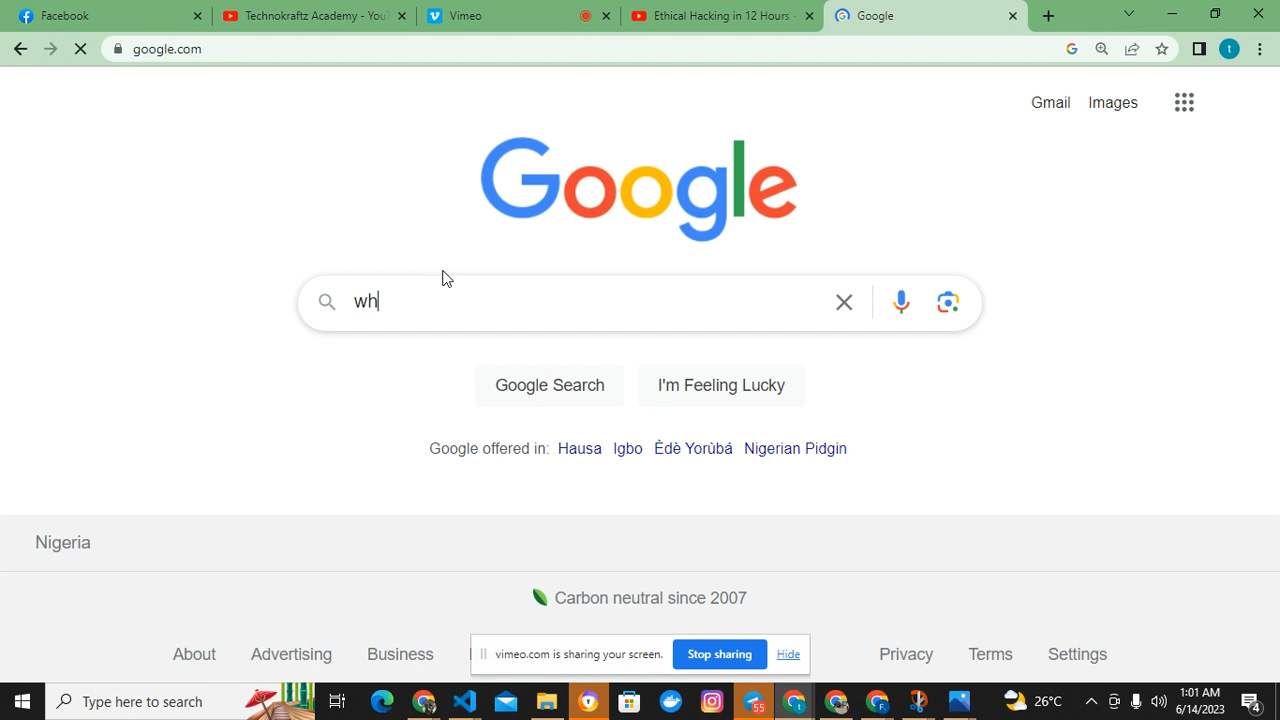 Facebook
Technokraftz Academy - You
Vimeo
Ethical Hacking in 12 Hours -
Google
google.com
t
Gmail Images
Google
wh
Google Search I'm Feeling Lucky
Google offered in: Hausa Igbo Èdè Yorùbá Nigerian Pidgin
Nigeria
Carbon neutral since 2007
About Advertising Business Privacy Terms Settings
vimeo.com is sharing your screen. Stop sharing Hide
Type here to search
55
t
26°C
1:01 AM
6/14/2023
4